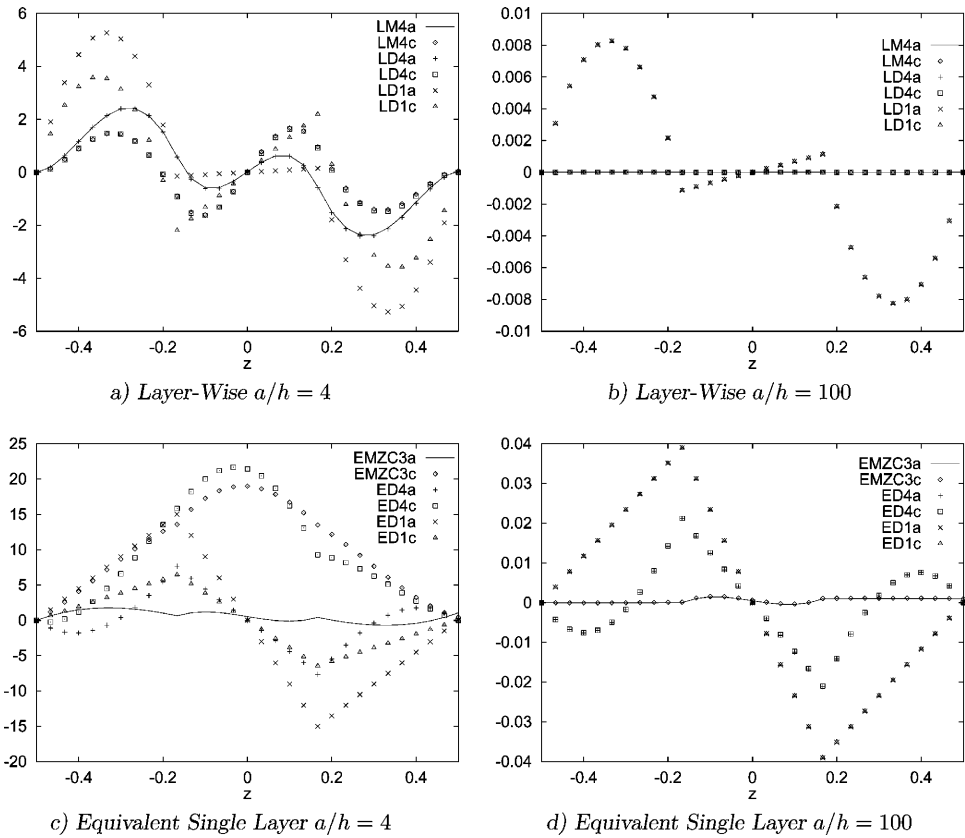 6
4
2
0
-2
-4
-6
-0.4
-0.2
0
0.2
0.4
z
LM4a
LM4c
LD4a
LD4c
LD1a
LD1c
a) Layer-Wise a/h = 4
0.01
0.008
0.006
0.004
0.002
0
-0.002
-0.004
-0.006
-0.008
-0.01
-0.4
-0.2
0
0.2
0.4
z
LM4a
LM4c
LD4a
LD4c
LD1a
LD1c
b) Layer-Wise a/h = 100
25
20
15
10
5
0
-5
-10
-15
-20
-0.4
-0.2
0
0.2
0.4
z
EMZC3a
EMZC3c
ED4a
ED4c
ED1a
ED1c
c) Equivalent Single Layer a/h = 4
0.04
0.03
0.02
0.01
0
-0.01
-0.02
-0.03
-0.04
-0.4
-0.2
0
0.2
0.4
z
EMZC3a
EMZC3c
ED4a
ED4c
ED1a
ED1c
d) Equivalent Single Layer a/h = 100